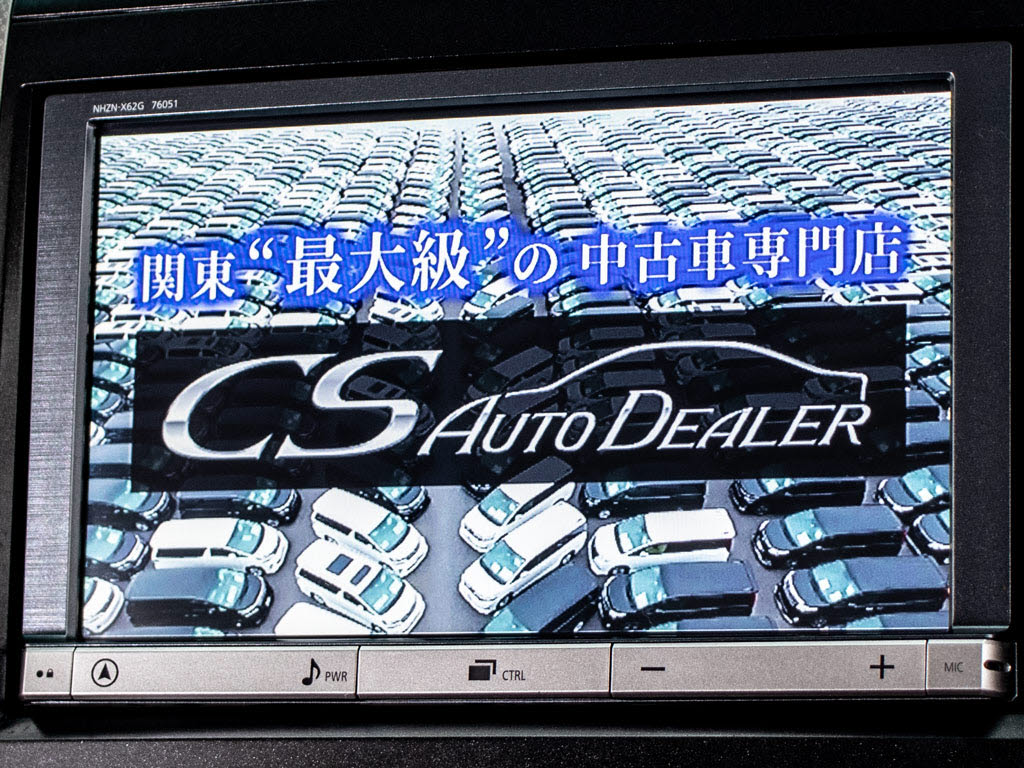 NHZN-X62G 76051
関東“最大級”の 中古車専門店
CS AUTO DEALER
PWR
CTRL
− +
MIC